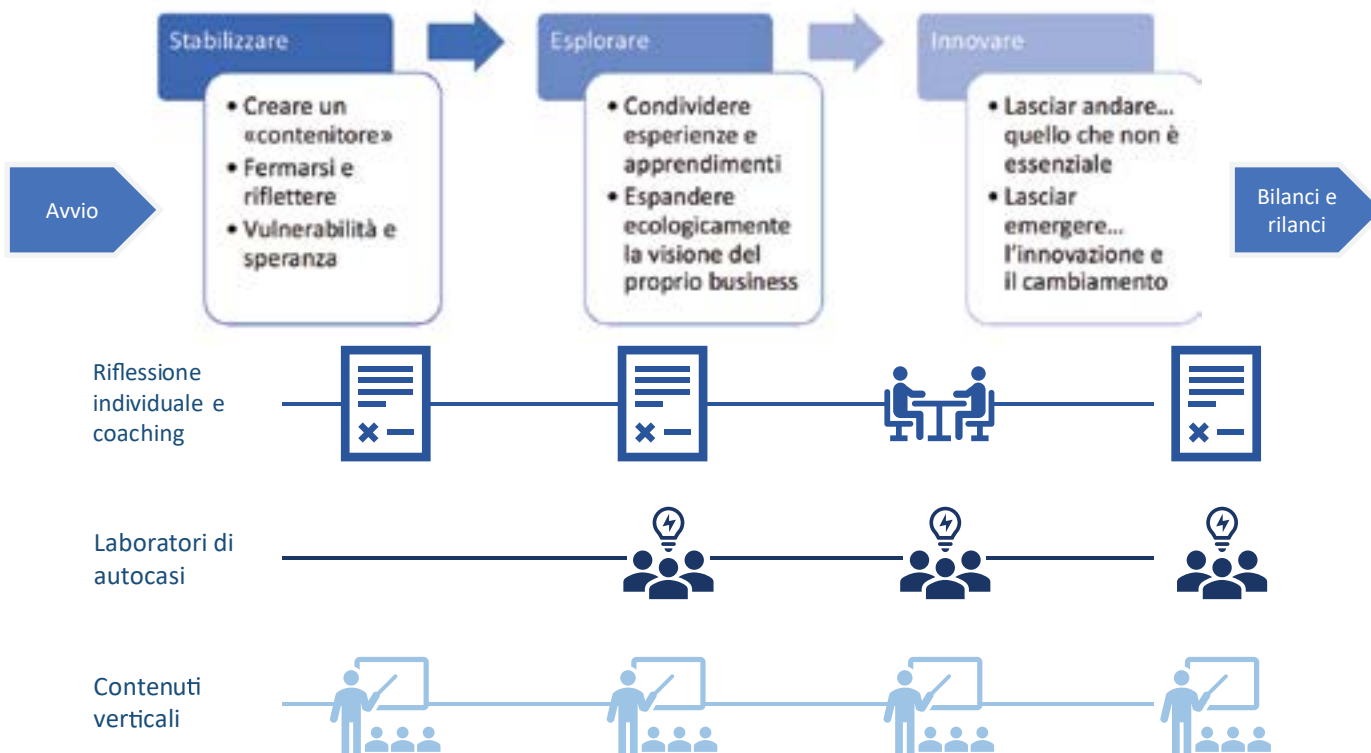 Avvio
Stabilizzare
• Creare un
«contenitore»
• Fermarsi e
riflettere
• Vulnerabilità e
speranza
Esplorare
• Condividere
esperienze e
apprendimenti
• Espandere
ecologicamente
la visione del
proprio business
Innovare
• Lasciar andare...
quello che non è
essenziale
• Lasciar
emergere...
l'innovazione e
il cambiamento
Bilanci e
rilanci
Riflessione
individuale e
coaching
Laboratori di
autocasi
Contenuti
verticali